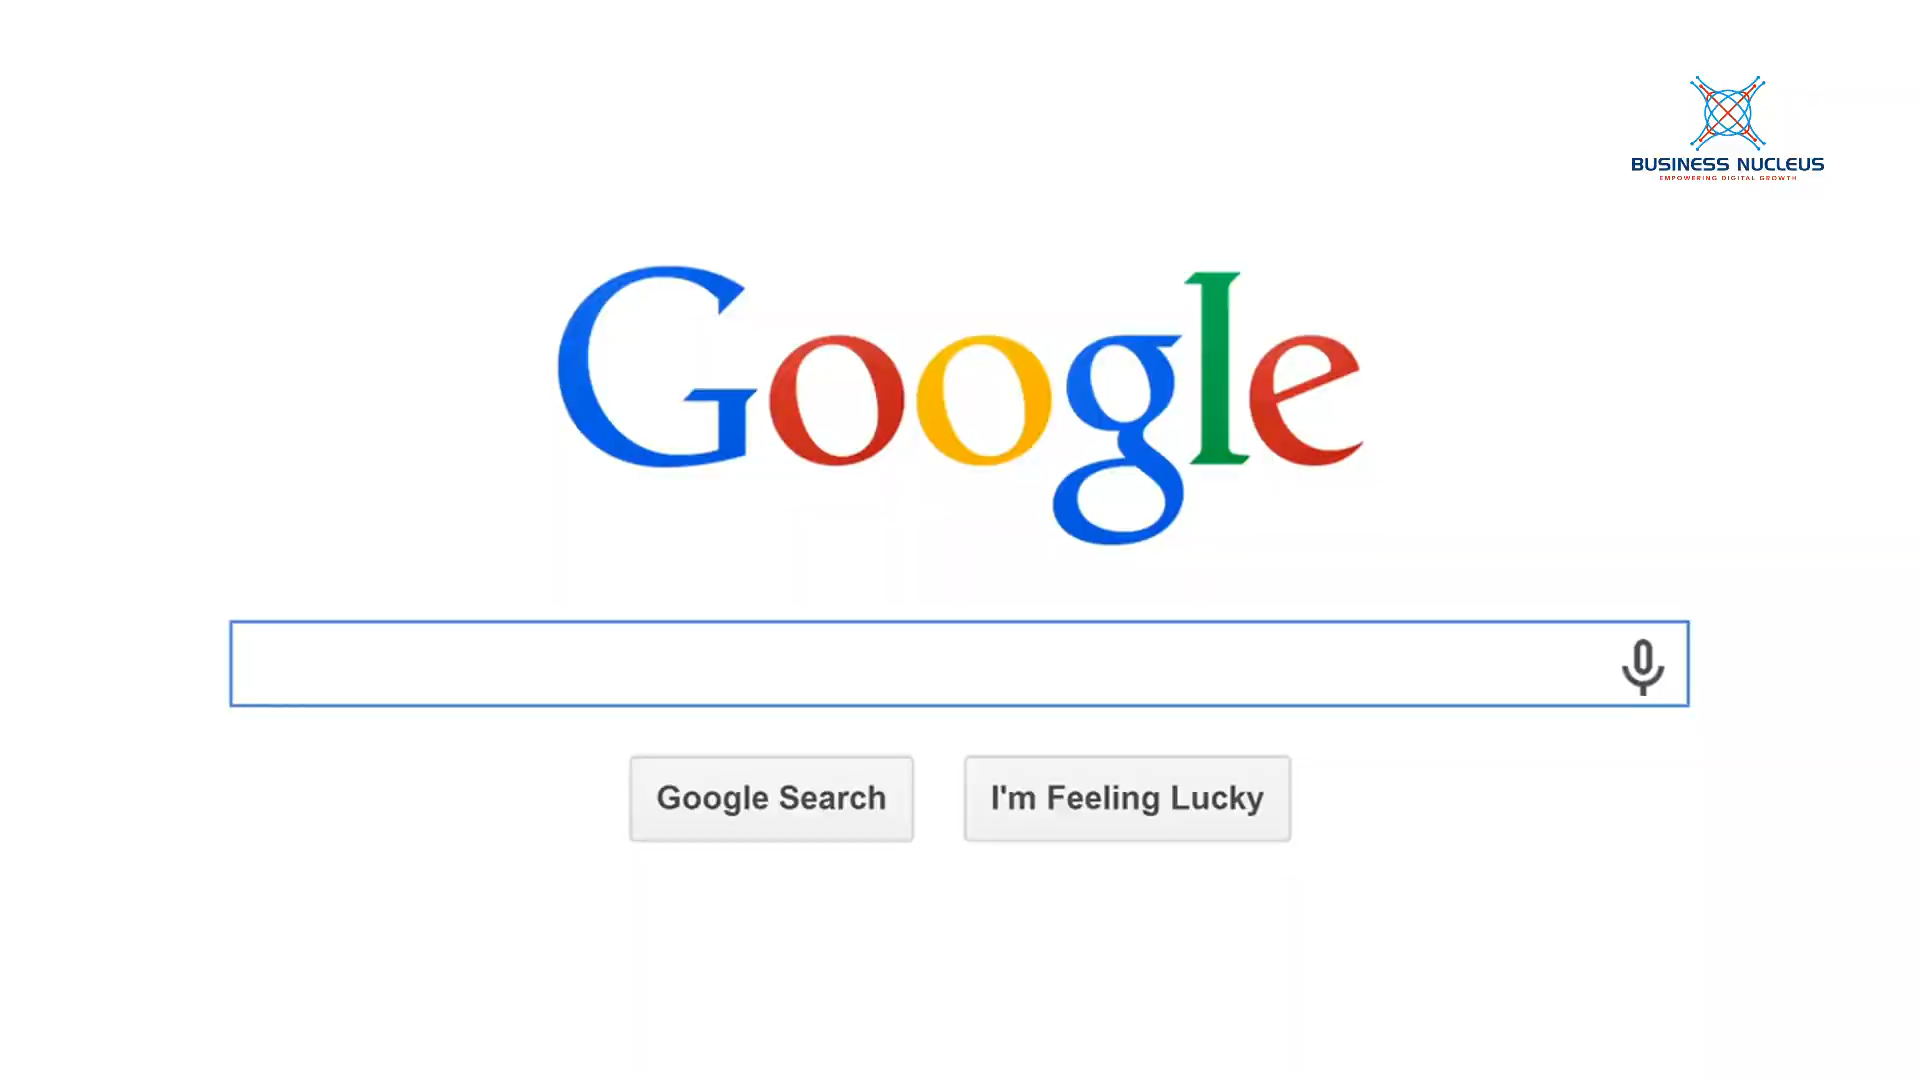 BUSINESS NUCLEUS
EMPOWERING DIGITAL GROWTH
Google
Google Search
I'm Feeling Lucky